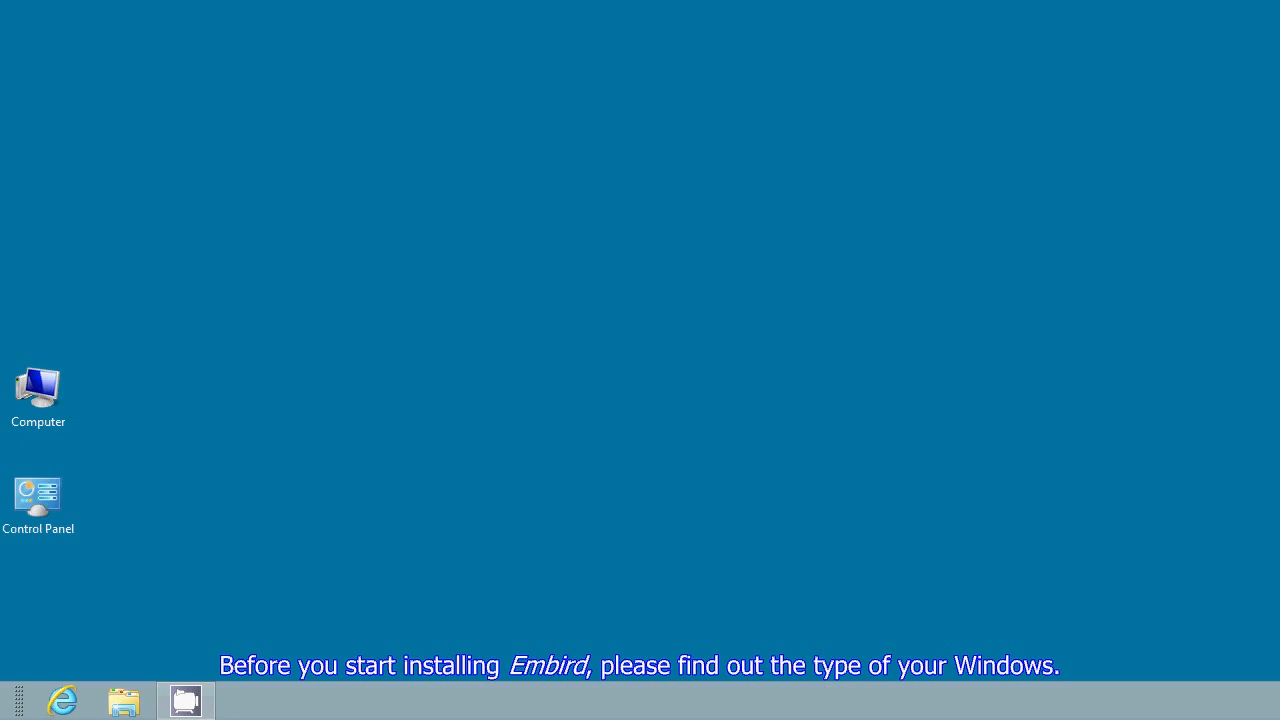 Computer
Control Panel
Before you start installing Embird, please find out the type of your Windows.